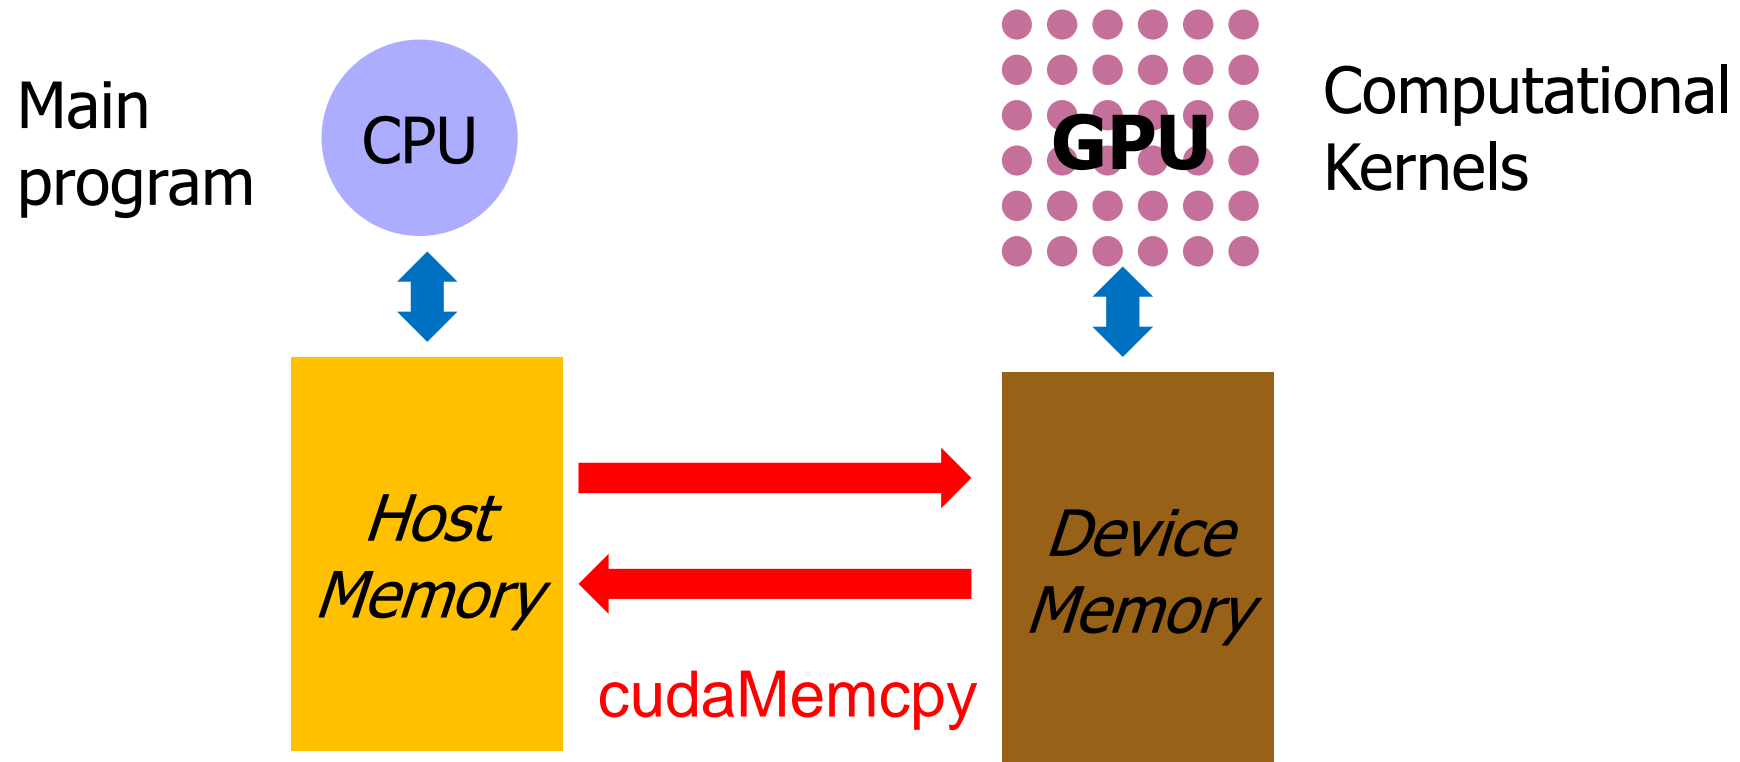 Main
program
CPU
GPU
Computational
Kernels
Host
Memory
Device
Memory
cudaMemcpy